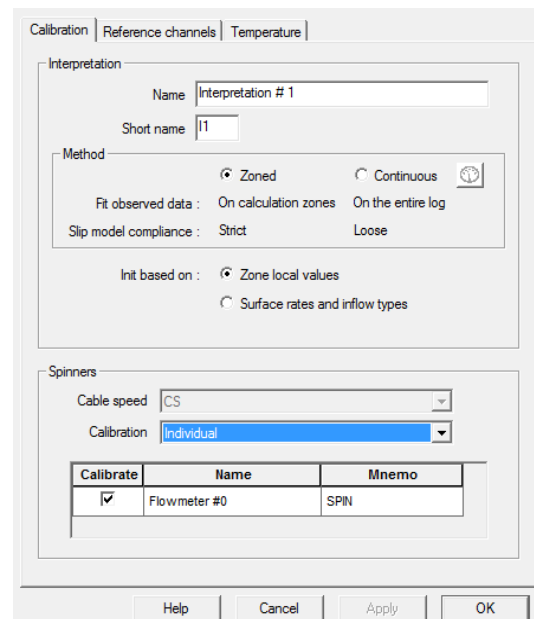 Calibration Reference channels Temperature
Interpretation
Name Interpretation # 1
Short name I1
Method
Zoned Continuous
Fit observed data : On calculation zones On the entire log
Slip model compliance : Strict Loose
Init based on : Zone local values
Surface rates and inflow types
Spinners
Cable speed CS
Calibration Individual
Calibrate Name Mnemo
Flowmeter #0 SPIN
Help Cancel Apply OK